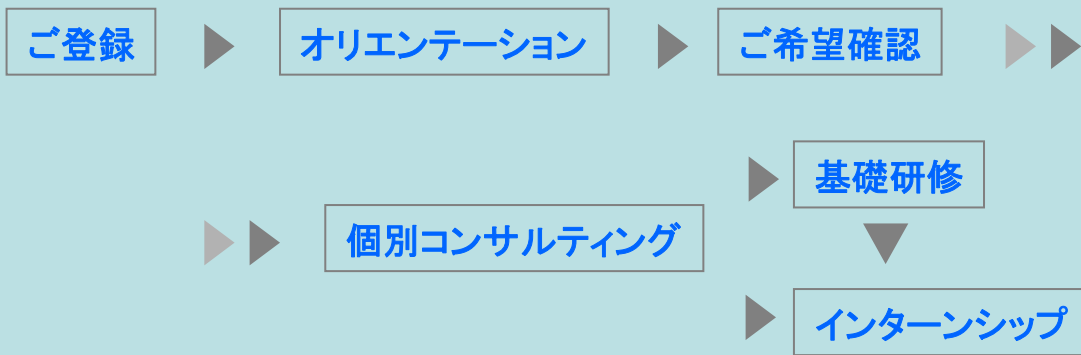 ご登録
オリエンテーション
ご希望確認
個別コンサルティング
基礎研修
インターンシップ